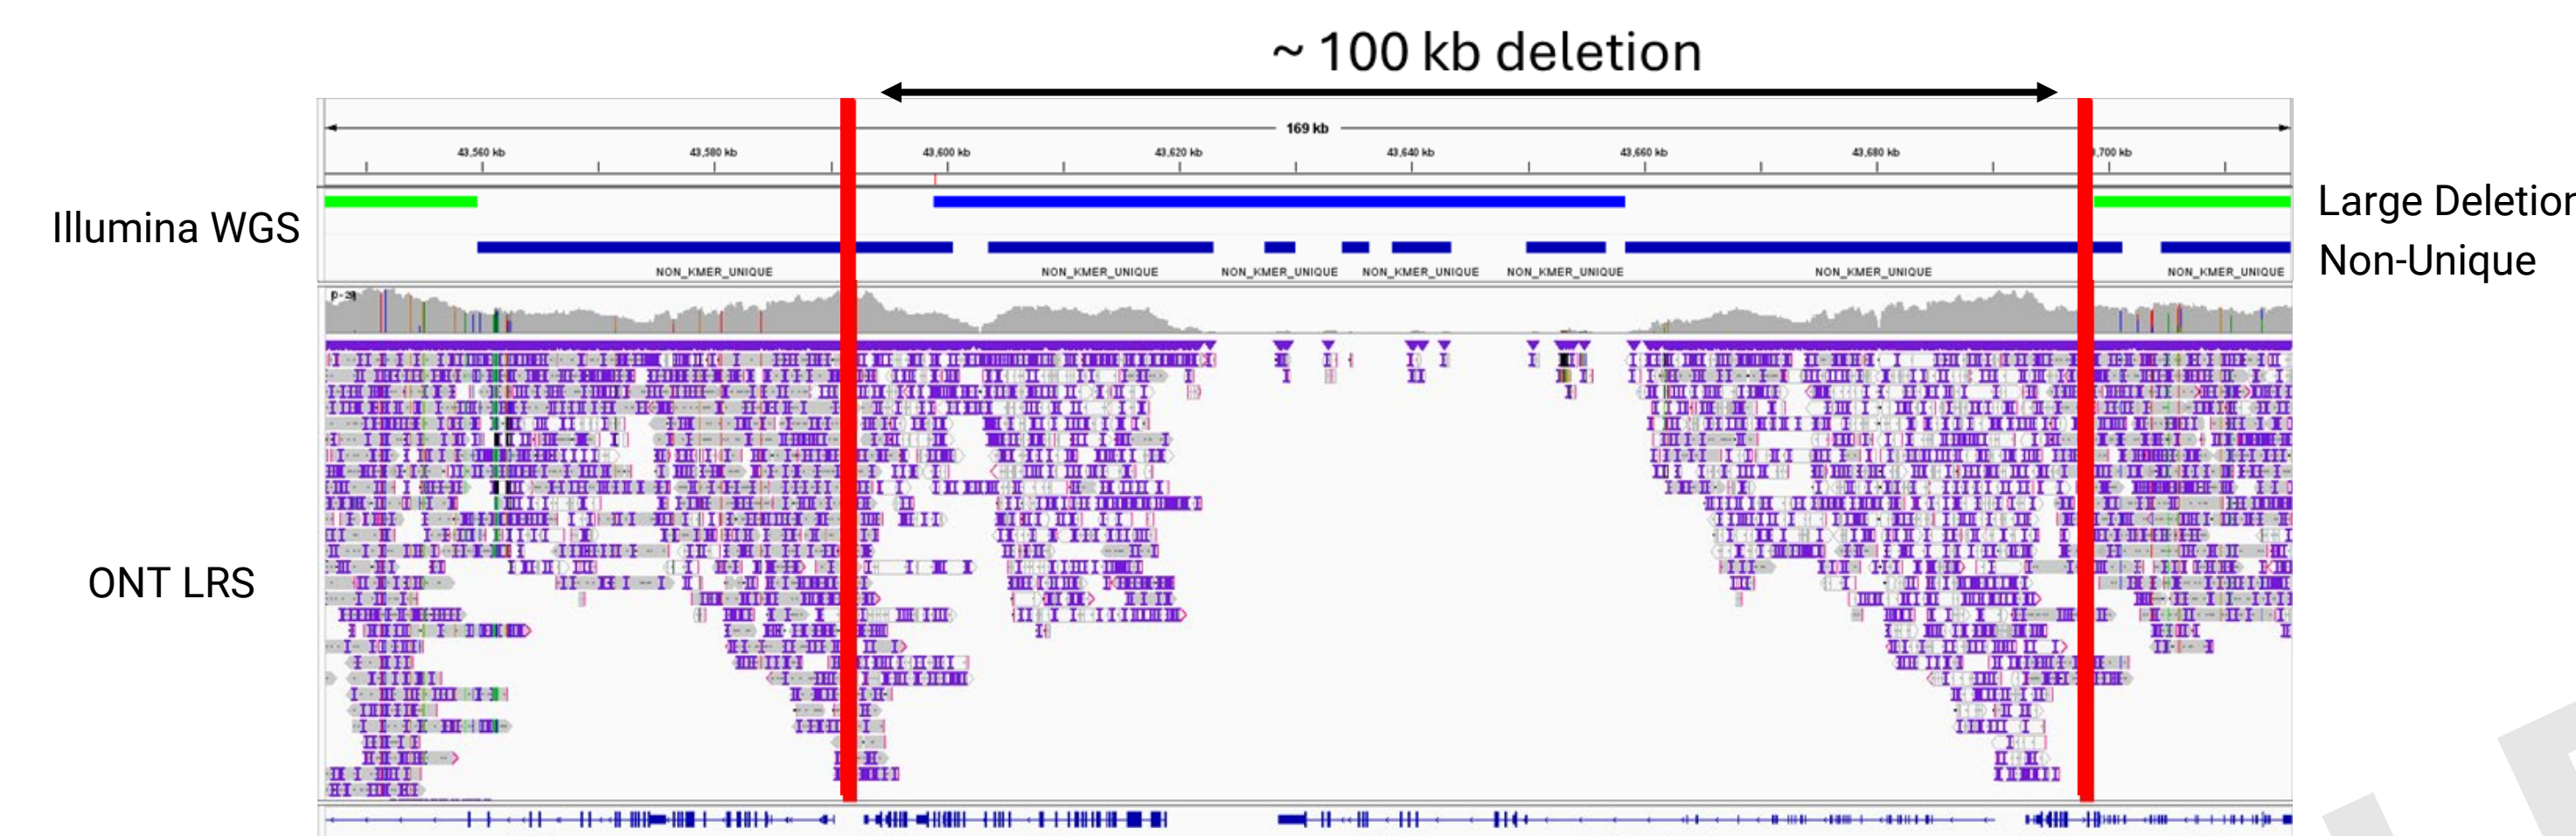 ~ 100 kb deletion
169 kb
43,560 kb 43,580 kb 43,600 kb 43,620 kb 43,640 kb 43,660 kb 43,680 kb ,700 kb
Illumina WGS
Large Deletion
NON_KMER_UNIQUE NON_KMER_UNIQUE NON_KMER_UNIQUE NON_KMER_UNIQUE NON_KMER_UNIQUE NON_KMER_UNIQUE NON_KMER_UNIQUE
Non-Unique
ONT LRS